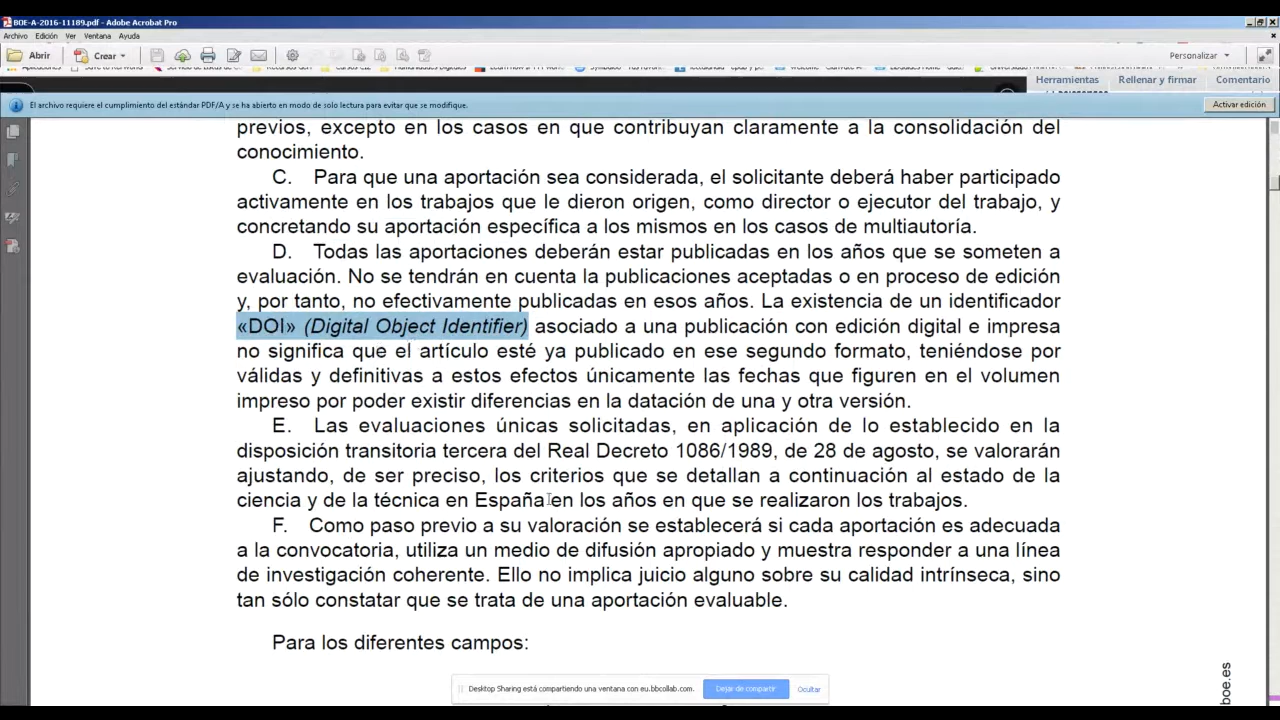 BOE-A-2016-11189.pdf - Adobe Acrobat Pro
Archivo Edición Ver Ventana Ayuda
Abrir Crear Personalizar
Herramientas Rellenar y firmar Comentario
El archivo requiere el cumplimiento del estándar PDF/A y se ha abierto en modo de solo lectura para evitar que se modifique. Activar edición
previos, excepto en los casos en que contribuyan claramente a la consolidación del
conocimiento.
C. Para que una aportación sea considerada, el solicitante deberá haber participado
activamente en los trabajos que le dieron origen, como director o ejecutor del trabajo, y
concretando su aportación específica a los mismos en los casos de multiautoría.
D. Todas las aportaciones deberán estar publicadas en los años que se someten a
evaluación. No se tendrán en cuenta la publicaciones aceptadas o en proceso de edición
y, por tanto, no efectivamente publicadas en esos años. La existencia de un identificador
«DOI» (Digital Object Identifier) asociado a una publicación con edición digital e impresa
no significa que el artículo esté ya publicado en ese segundo formato, teniéndose por
válidas y definitivas a estos efectos únicamente las fechas que figuren en el volumen
impreso por poder existir diferencias en la datación de una y otra versión.
E. Las evaluaciones únicas solicitadas, en aplicación de lo establecido en la
disposición transitoria tercera del Real Decreto 1086/1989, de 28 de agosto, se valorarán
ajustando, de ser preciso, los criterios que se detallan a continuación al estado de la
ciencia y de la técnica en España en los años en que se realizaron los trabajos.
F. Como paso previo a su valoración se establecerá si cada aportación es adecuada
a la convocatoria, utiliza un medio de difusión apropiado y muestra responder a una línea
de investigación coherente. Ello no implica juicio alguno sobre su calidad intrínseca, sino
tan sólo constatar que se trata de una aportación evaluable.
Para los diferentes campos:
Desktop Sharing está compartiendo una ventana con eu.bbcollab.com. Dejar de compartir Ocultar
boe.es